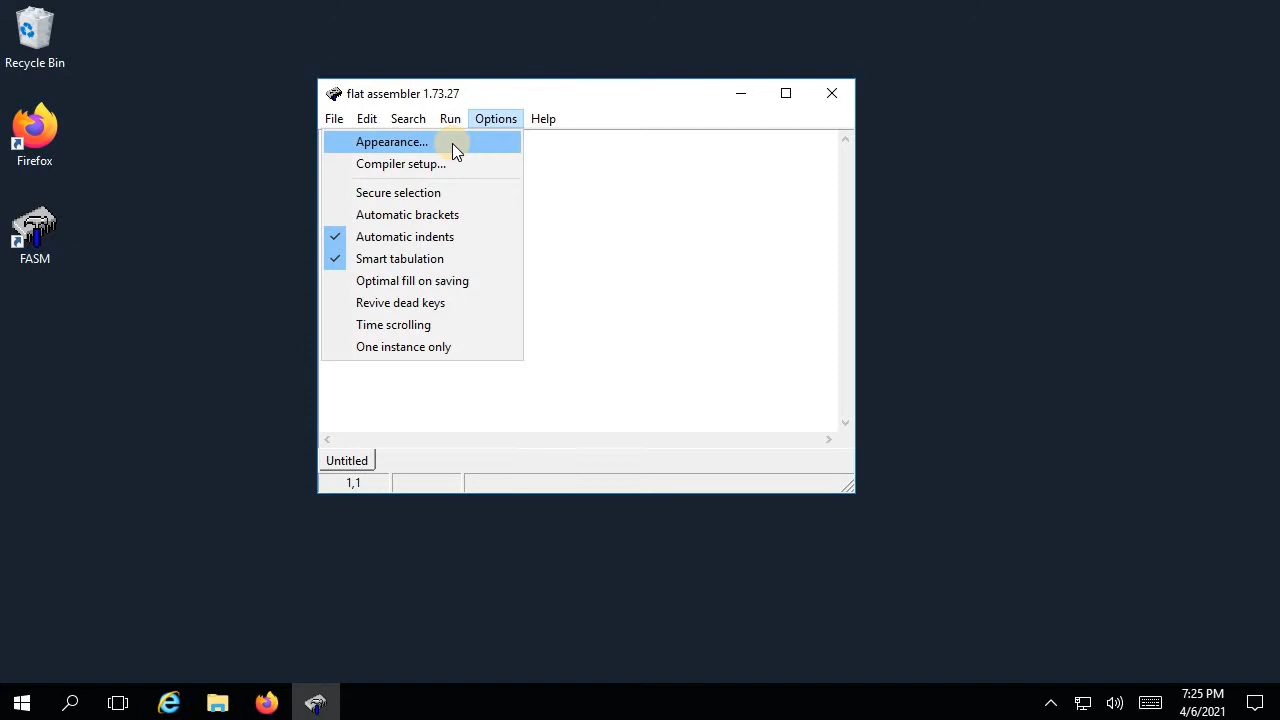 Recycle Bin
Firefox
FASM
flat assembler 1.73.27
File Edit Search Run Options Help
Appearance...
Compiler setup...
Secure selection
Automatic brackets
Automatic indents
Smart tabulation
Optimal fill on saving
Revive dead keys
Time scrolling
One instance only
Untitled
1,1
7:25 PM
4/6/2021